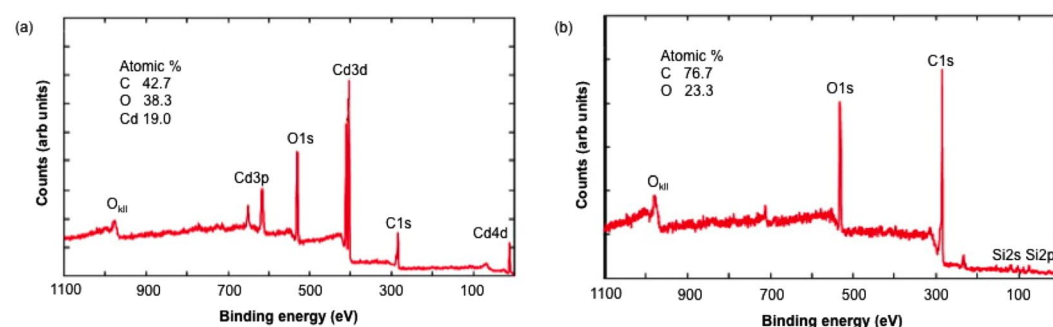 (a)
Counts (arb units)
Atomic %
C 42.7
O 38.3
Cd 19.0
O kll
Cd3p
O1s
Cd3d
C1s
Cd4d
1100 900 700 500 300 100
Binding energy (eV)
(b)
Counts (arb units)
Atomic %
C 76.7
O 23.3
O kll
O1s
C1s
Si2s Si2p
1100 900 700 500 300 100
Binding energy (eV)